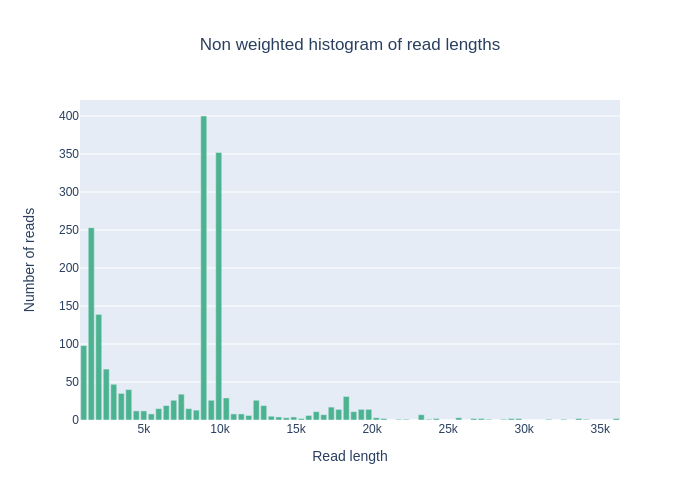 Non weighted histogram of read lengths
Number of reads
400
350
300
250
200
150
100
50
0
5k 10k 15k 20k 25k 30k 35k
Read length